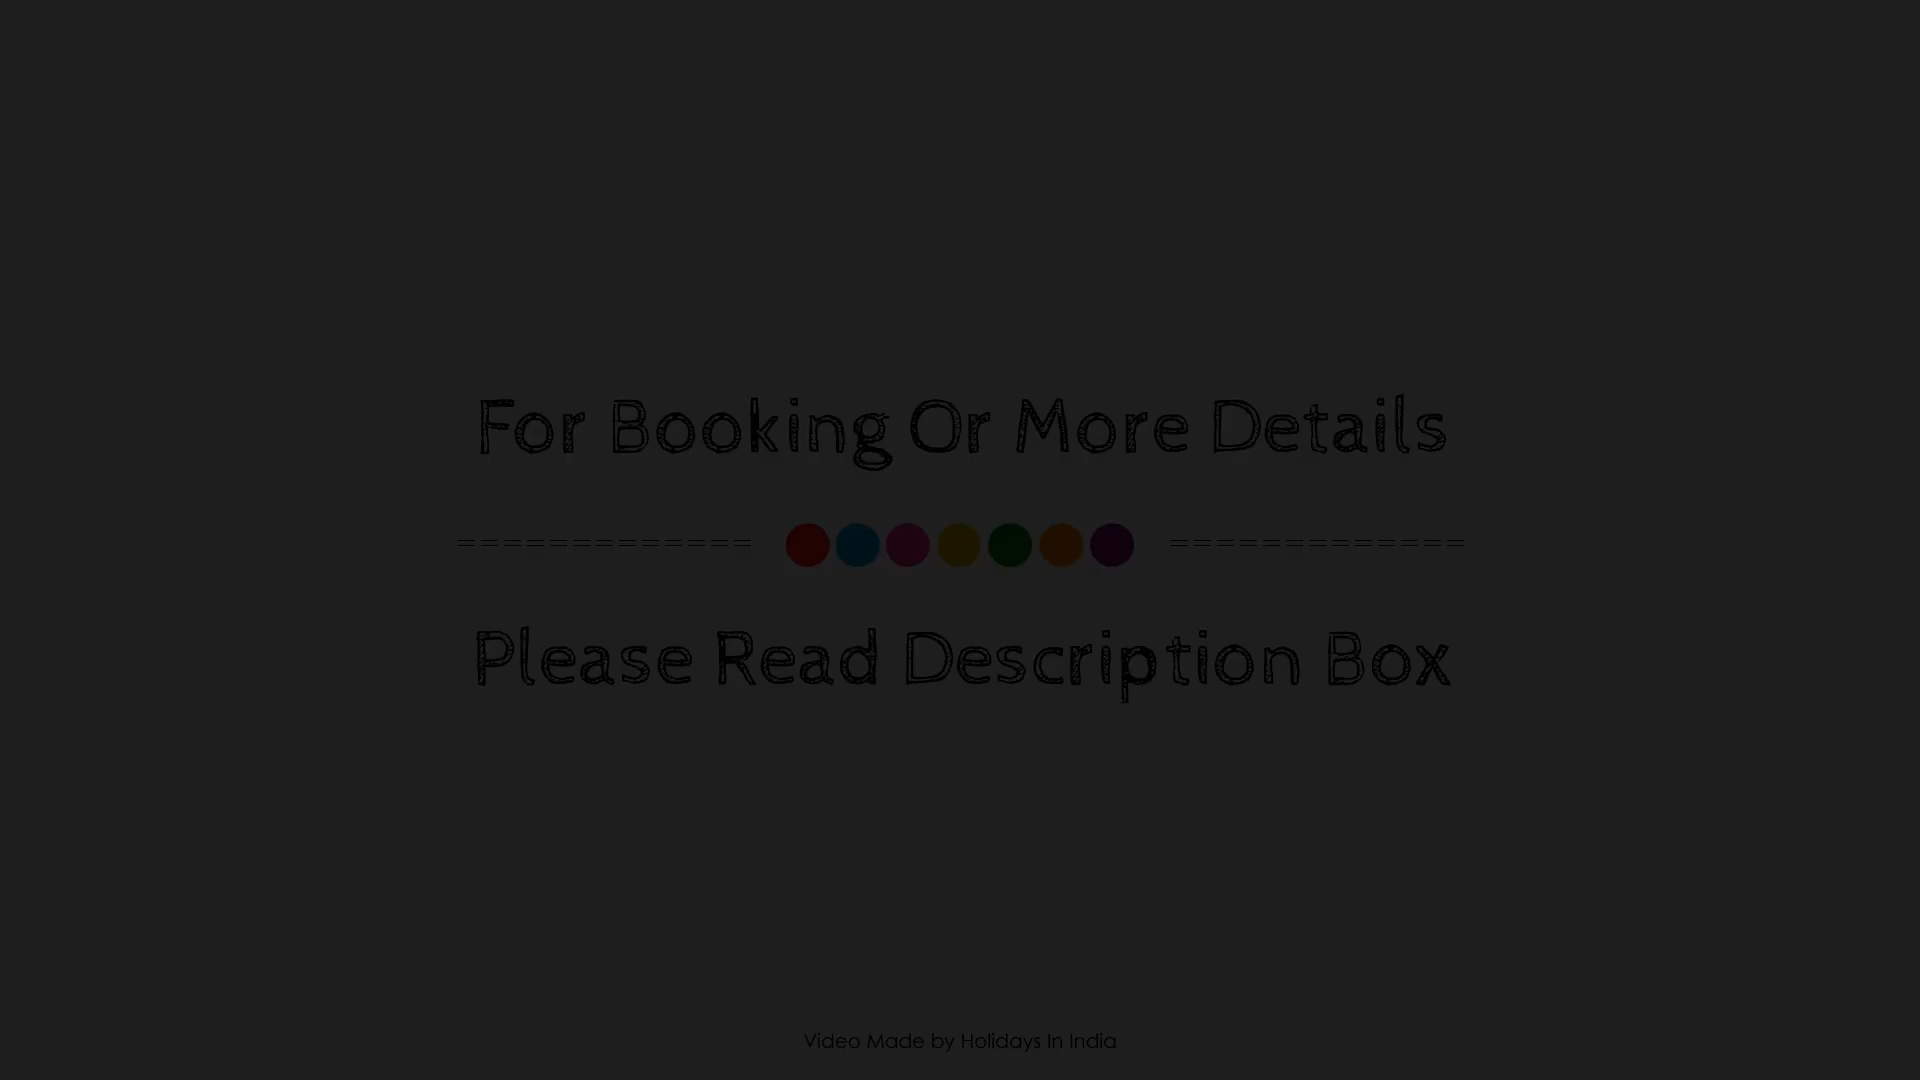 For Booking Or More Details
============= =============
Please Read Description Box
Video Made by Holidays In India